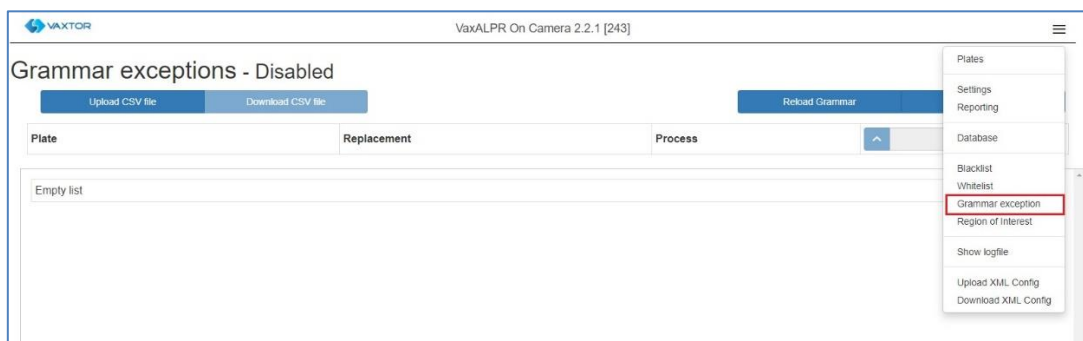 VAXTOR
VaxALPR On Camera 2.2.1 [243]
Grammar exceptions - Disabled
Upload CSV file
Download CSV file
Reload Grammar
Plate
Replacement
Process
Empty list
Plates
Settings
Reporting
Database
Blacklist
Whitelist
Grammar exception
Region of Interest
Show logfile
Upload XML Config
Download XML Config